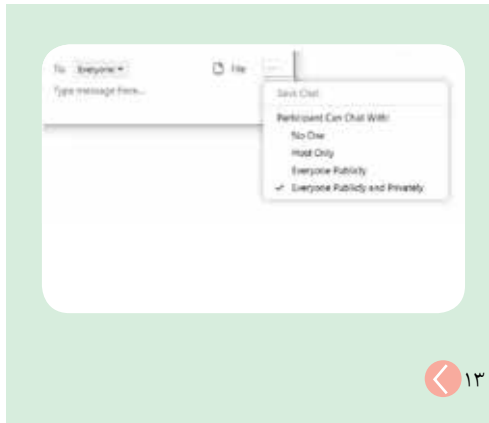 To: Everyone
File
...
Type message here...
Save Chat
Participant Can Chat With:
No One
Host Only
Everyone Publicly
✓ Everyone Publicly and Privately
۱۳